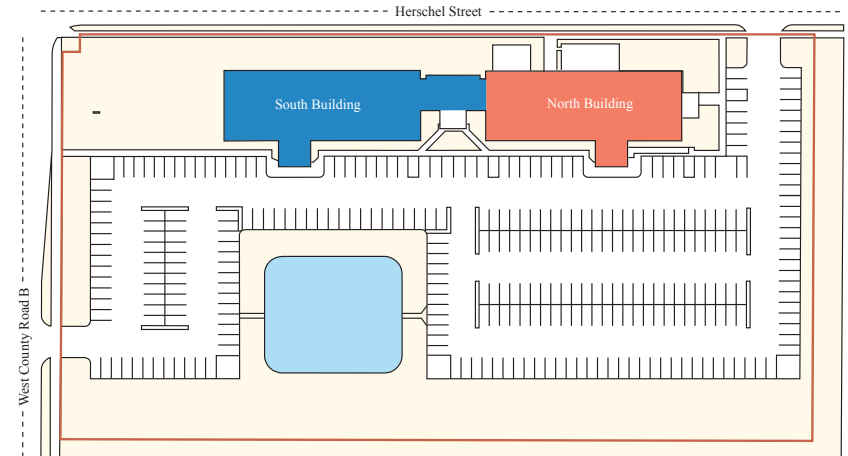 Herschel Street
South Building
North Building
West County Road B